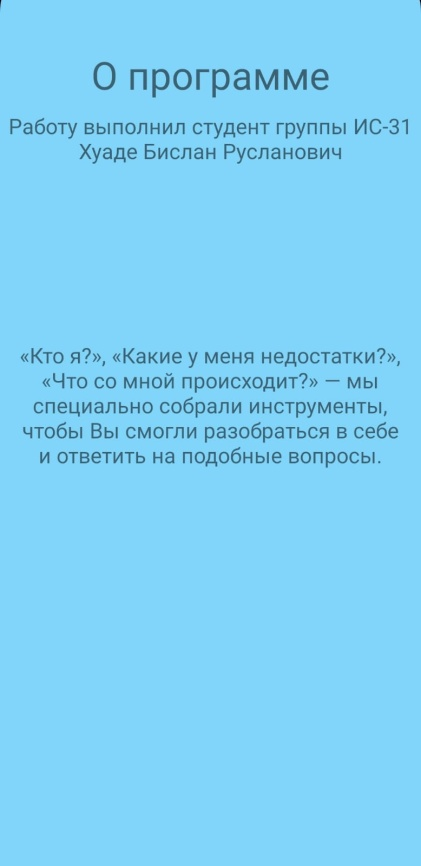 О программе
Работу выполнил студент группы ИС-31
Хуаде Бислан Русланович
«Кто я?», «Какие у меня недостатки?»,
«Что со мной происходит?» — мы
специально собрали инструменты,
чтобы Вы смогли разобраться в себе
и ответить на подобные вопросы.